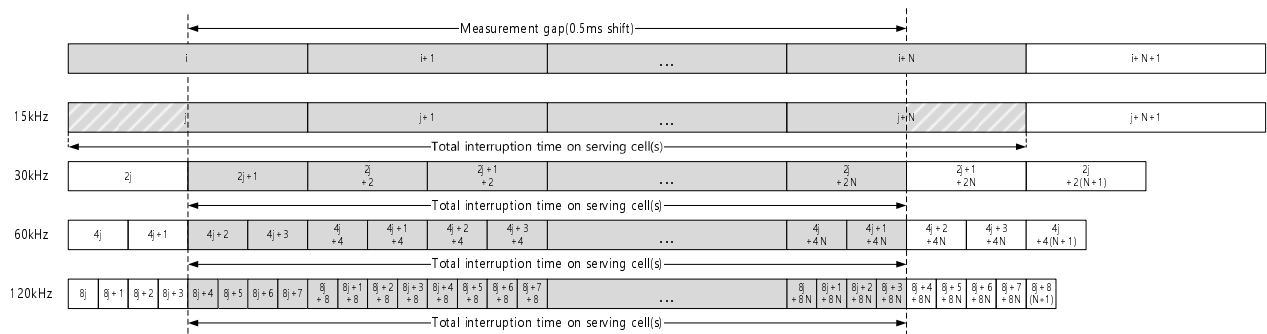 Measurement gap(0.5ms shift)
i i+1 ... i+N i+N+1
15kHz j j+1 ... j+N j+N+1
Total interruption time on serving cell(s)
30kHz 2j 2j+1 2j +2 2j+1 +2 ... 2j +2N 2j+1 +2N 2j +2(N+1)
Total interruption time on serving cell(s)
60kHz 4j 4j+1 4j+2 4j+3 4j +4 4j+1 +4 4j+2 +4 4j+3 +4 ... 4j +4N 4j+1 +4N 4j+2 +4N 4j+3 +4N 4j +4(N+1)
Total interruption time on serving cell(s)
120kHz 8j 8j+1 8j+2 8j+3 8j+4 8j+5 8j+6 8j+7 8j +8 8j+1 +8 8j+2 +8 8j+3 +8 8j+4 +8 8j+5 +8 8j+6 +8 8j+7 +8 ... 8j +8N 8j+1 +8N 8j+2 +8N 8j+3 +8N 8j+4 +8N 8j+5 +8N 8j+6 +8N 8j+7 +8N 8j+8 (N+1)
Total interruption time on serving cell(s)